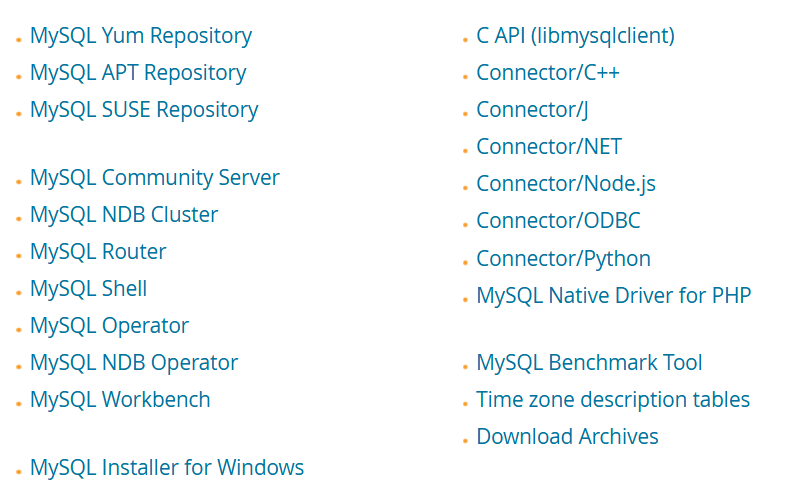 MySQL Yum Repository
MySQL APT Repository
MySQL SUSE Repository
MySQL Community Server
MySQL NDB Cluster
MySQL Router
MySQL Shell
MySQL Operator
MySQL NDB Operator
MySQL Workbench
MySQL Installer for Windows
C API (libmysqlclient)
Connector/C++
Connector/J
Connector/NET
Connector/Node.js
Connector/ODBC
Connector/Python
MySQL Native Driver for PHP
MySQL Benchmark Tool
Time zone description tables
Download Archives